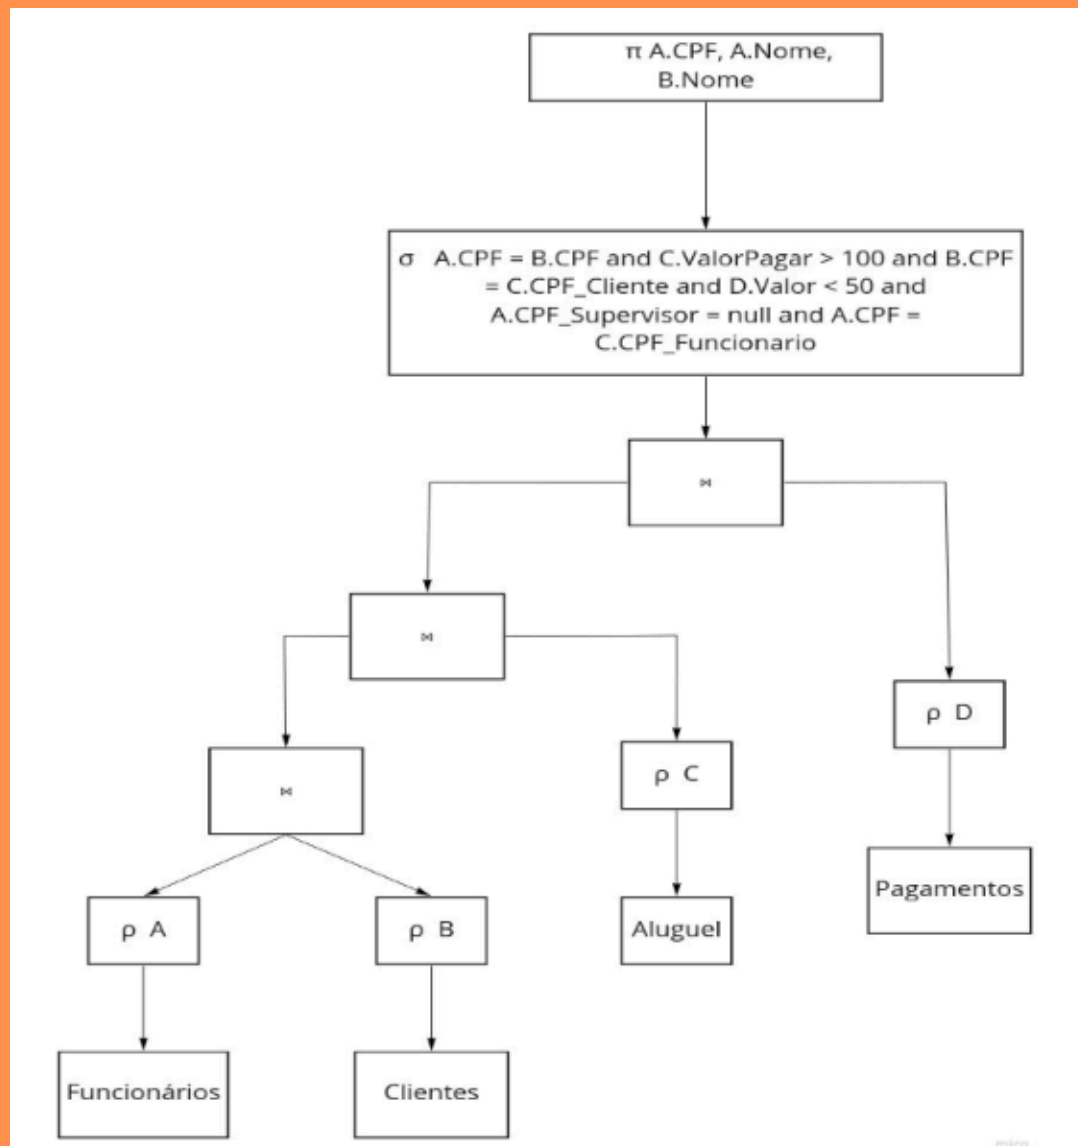 π A.CPF, A.Nome,
B.Nome
σ A.CPF = B.CPF and C.ValorPagar > 100 and B.CPF
= C.CPF_Cliente and D.Valor < 50 and
A.CPF_Supervisor = null and A.CPF =
C.CPF_Funcionario
⋈
⋈
ρ D
⋈
ρ C
Pagamentos
ρ A
ρ B
Aluguel
Funcionários
Clientes
miro